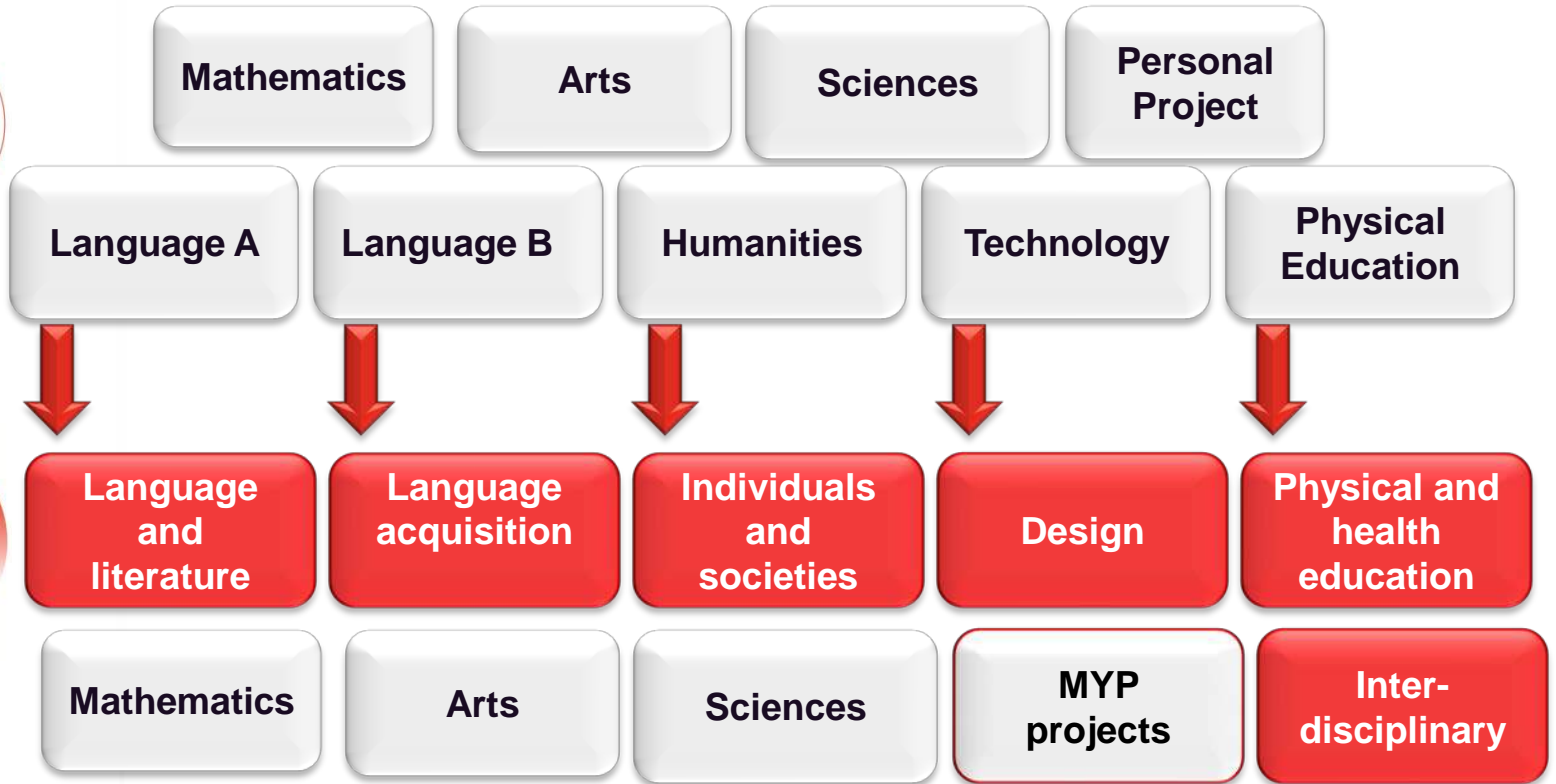 Mathematics
Arts
Sciences
Personal
Project
Language A
Language B
Humanities
Technology
Physical
Education
Language
and
literature
Language
acquisition
Individuals
and
societies
Design
Physical and
health
education
Mathematics
Arts
Sciences
MYP
projects
Inter-
disciplinary